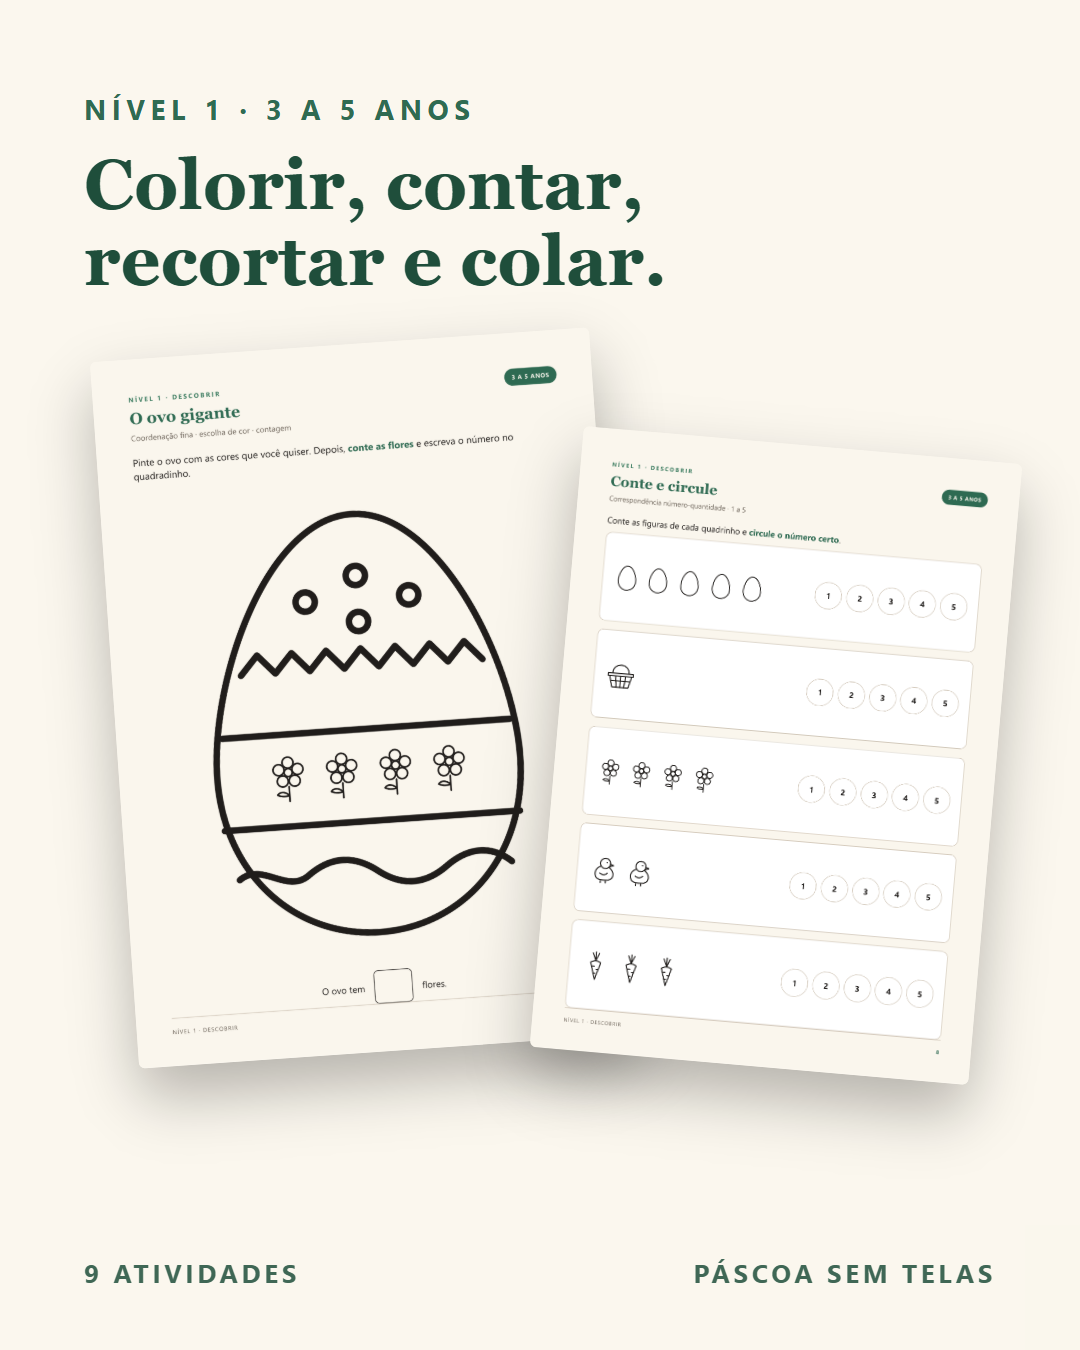 NÍVEL 1 · 3 A 5 ANOS
Colorir, contar,
recortar e colar.
NÍVEL 1 · DESCOBRIR
3 A 5 ANOS
O ovo gigante
Coordenação fina · escolha de cor · contagem
Pinte o ovo com as cores que você quiser. Depois, conte as flores e escreva o número no
quadradinho.
O ovo tem
flores.
NÍVEL 1 · DESCOBRIR
NÍVEL 1 · DESCOBRIR
3 A 5 ANOS
Conte e circule
Correspondência número-quantidade · 1 a 5
Conte as figuras de cada quadrinho e circule o número certo.
1 2 3 4 5
1 2 3 4 5
1 2 3 4 5
1 2 3 4 5
1 2 3 4 5
NÍVEL 1 · DESCOBRIR
9 ATIVIDADES
PÁSCOA SEM TELAS